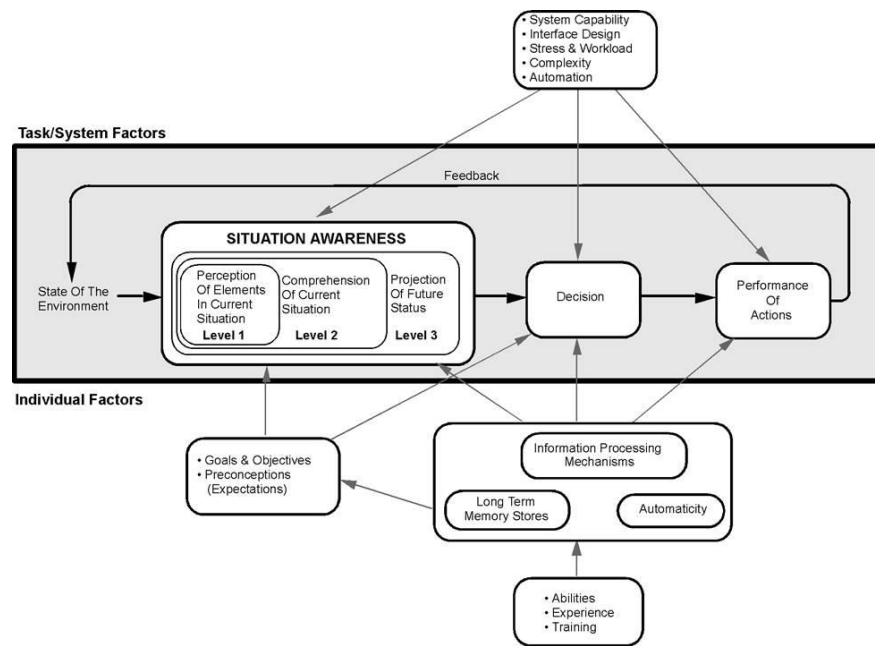 • System Capability
• Interface Design
• Stress & Workload
• Complexity
• Automation
Task/System Factors
Feedback
SITUATION AWARENESS
Perception
Of Elements
In Current
Situation
Level 1
Comprehension
Of Current
Situation
Level 2
Projection
Of Future
Status
Level 3
State Of The
Environment
Decision
Performance
Of
Actions
Individual Factors
• Goals & Objectives
• Preconceptions
(Expectations)
Information Processing
Mechanisms
Long Term
Memory Stores
Automaticity
• Abilities
• Experience
• Training